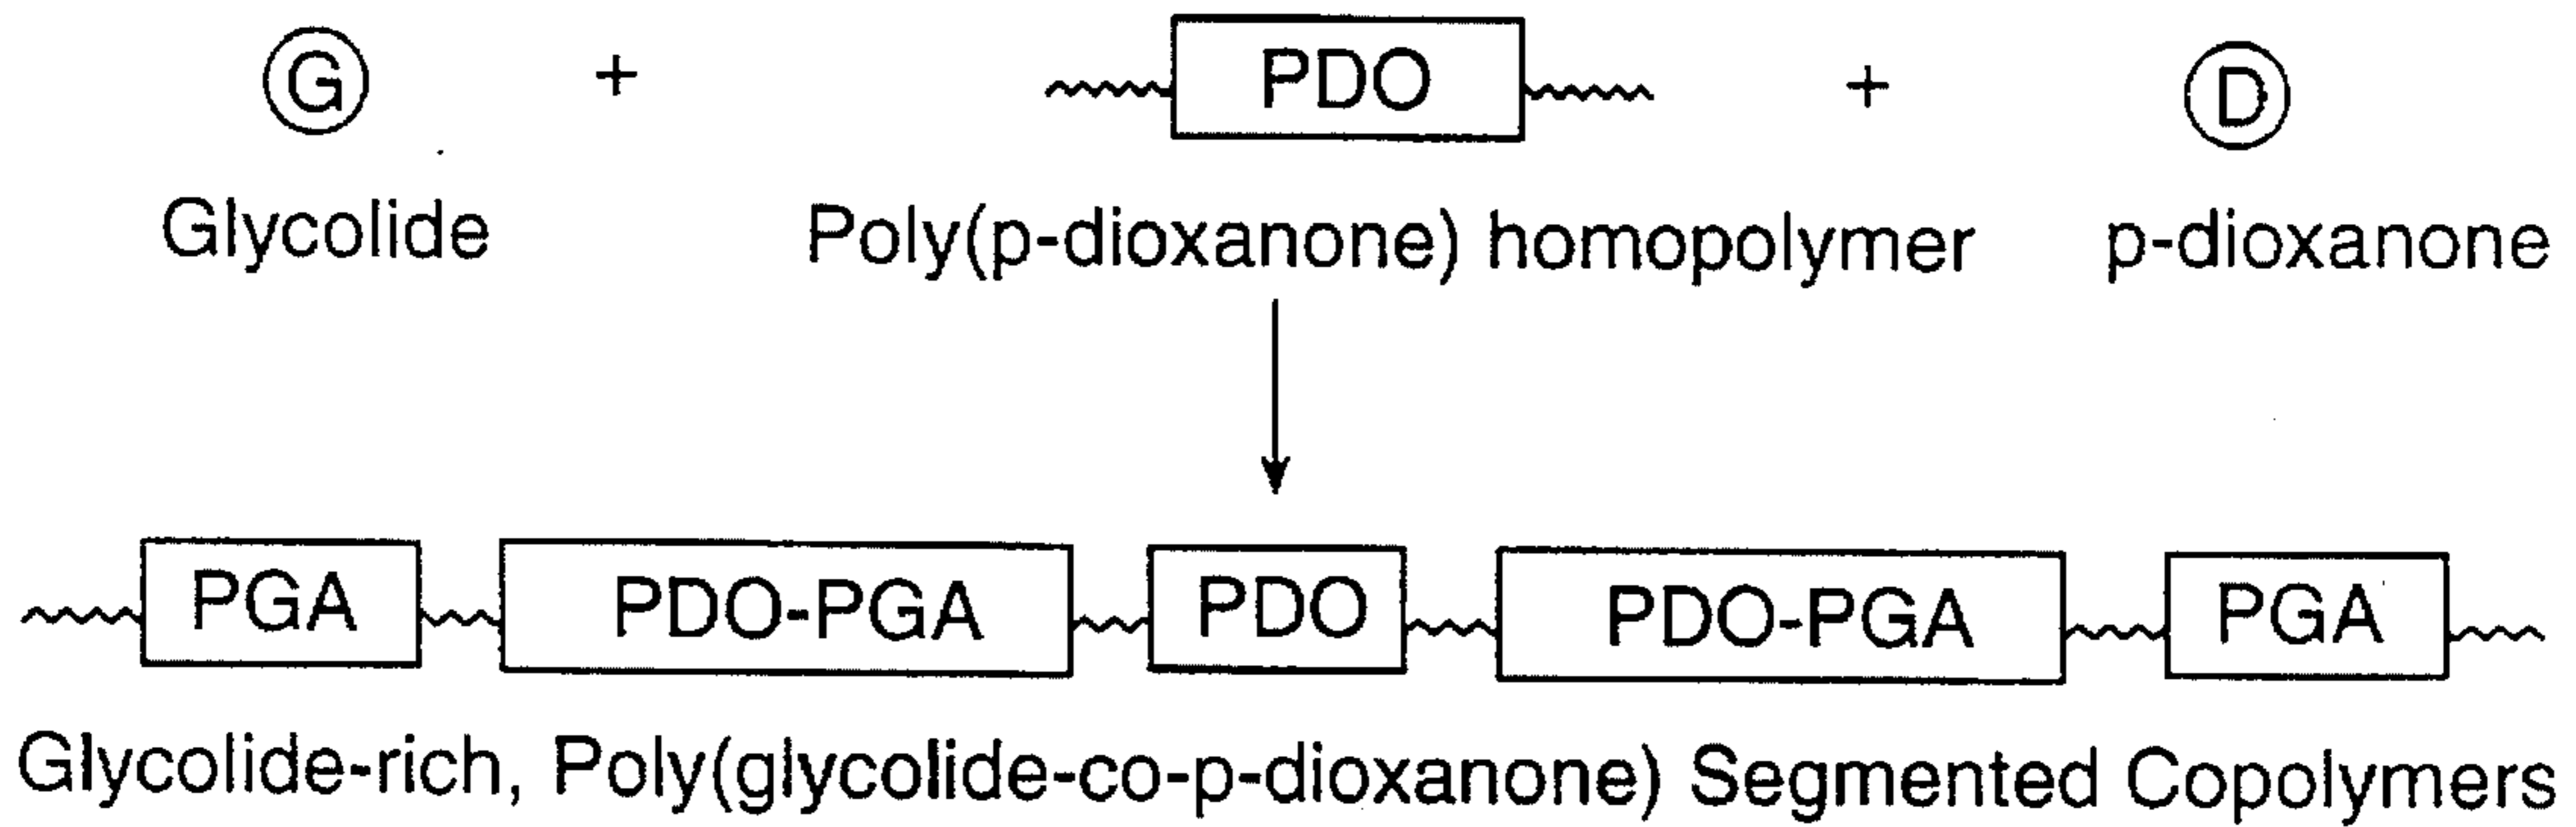 G + PDO + D
Glycolide Poly(p-dioxanone) homopolymer p-dioxanone
PGA PDO-PGA PDO PDO-PGA PGA
Glycolide-rich, Poly(glycolide-co-p-dioxanone) Segmented Copolymers